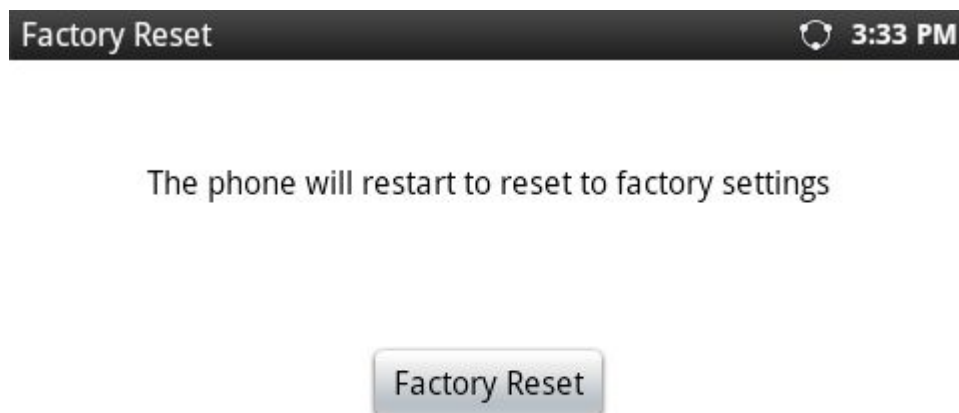 Factory Reset 3:33 PM
The phone will restart to reset to factory settings
Factory Reset